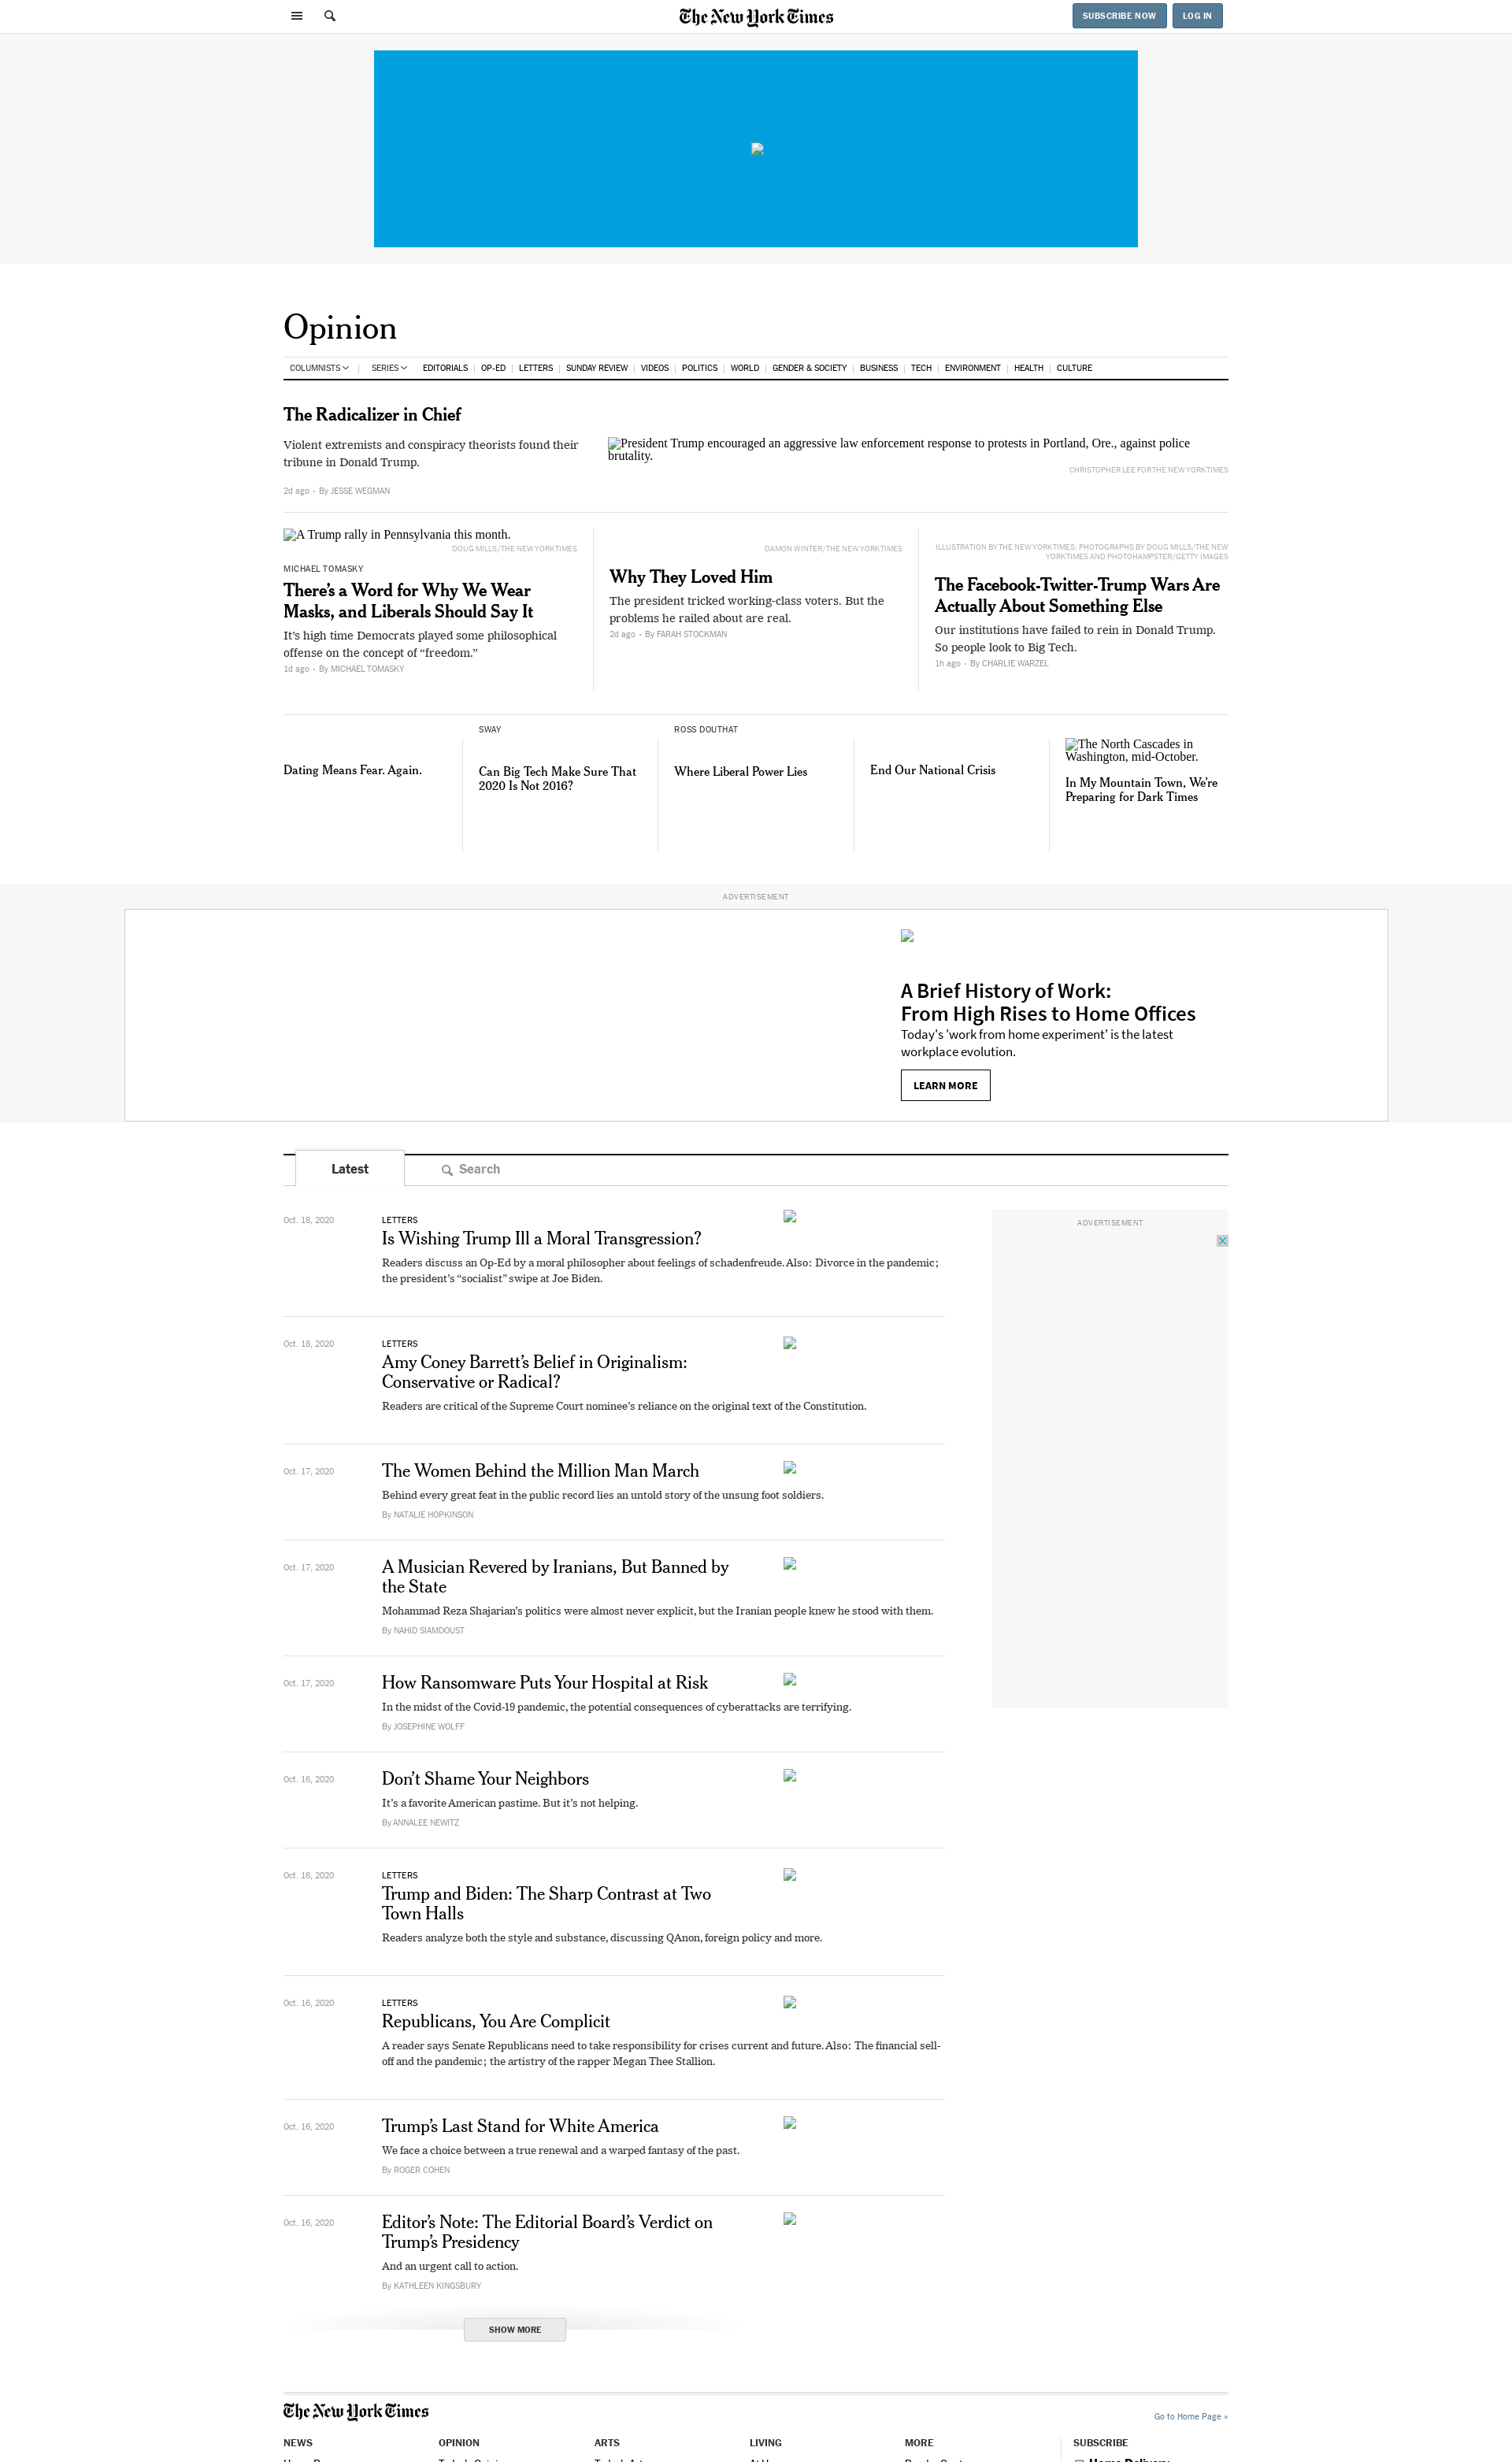 The New York Times
SUBSCRIBE NOW
LOG IN
Opinion
COLUMNISTS
SERIES
EDITORIALS
OP-ED
LETTERS
SUNDAY REVIEW
VIDEOS
POLITICS
WORLD
GENDER & SOCIETY
BUSINESS
TECH
ENVIRONMENT
HEALTH
CULTURE
The Radicalizer in Chief
Violent extremists and conspiracy theorists found their
tribune in Donald Trump.
2d ago • By JESSE WEGMAN
President Trump encouraged an aggressive law enforcement response to protests in Portland, Ore., against police
brutality.
CHRISTOPHER LEE FOR THE NEW YORK TIMES
A Trump rally in Pennsylvania this month.
DOUG MILLS/THE NEW YORK TIMES
MICHAEL TOMASKY
There’s a Word for Why We Wear
Masks, and Liberals Should Say It
It’s high time Democrats played some philosophical
offense on the concept of “freedom.”
1d ago • By MICHAEL TOMASKY
DAMON WINTER/THE NEW YORK TIMES
Why They Loved Him
The president tricked working-class voters. But the
problems he railed about are real.
2d ago • By FARAH STOCKMAN
ILLUSTRATION BY THE NEW YORK TIMES; PHOTOGRAPHS BY DOUG MILLS/THE NEW
YORK TIMES AND PHOTOHAMPSTER/GETTY IMAGES
The Facebook-Twitter-Trump Wars Are
Actually About Something Else
Our institutions have failed to rein in Donald Trump.
So people look to Big Tech.
1h ago • By CHARLIE WARZEL
Dating Means Fear. Again.
SWAY
Can Big Tech Make Sure That
2020 Is Not 2016?
ROSS DOUTHAT
Where Liberal Power Lies
End Our National Crisis
The North Cascades in
Washington, mid-October.
In My Mountain Town, We’re
Preparing for Dark Times
ADVERTISEMENT
A Brief History of Work:
From High Rises to Home Offices
Today's 'work from home experiment' is the latest
workplace evolution.
LEARN MORE
Latest
Search
ADVERTISEMENT
Oct. 18, 2020
LETTERS
Is Wishing Trump Ill a Moral Transgression?
Readers discuss an Op-Ed by a moral philosopher about feelings of schadenfreude. Also: Divorce in the pandemic;
the president’s “socialist” swipe at Joe Biden.
Oct. 18, 2020
LETTERS
Amy Coney Barrett’s Belief in Originalism:
Conservative or Radical?
Readers are critical of the Supreme Court nominee’s reliance on the original text of the Constitution.
Oct. 17, 2020
The Women Behind the Million Man March
Behind every great feat in the public record lies an untold story of the unsung foot soldiers.
By NATALIE HOPKINSON
Oct. 17, 2020
A Musician Revered by Iranians, But Banned by
the State
Mohammad Reza Shajarian’s politics were almost never explicit, but the Iranian people knew he stood with them.
By NAHID SIAMDOUST
Oct. 17, 2020
How Ransomware Puts Your Hospital at Risk
In the midst of the Covid-19 pandemic, the potential consequences of cyberattacks are terrifying.
By JOSEPHINE WOLFF
Oct. 16, 2020
Don’t Shame Your Neighbors
It’s a favorite American pastime. But it’s not helping.
By ANNALEE NEWITZ
Oct. 16, 2020
LETTERS
Trump and Biden: The Sharp Contrast at Two
Town Halls
Readers analyze both the style and substance, discussing QAnon, foreign policy and more.
Oct. 16, 2020
LETTERS
Republicans, You Are Complicit
A reader says Senate Republicans need to take responsibility for crises current and future. Also: The financial sell-
off and the pandemic; the artistry of the rapper Megan Thee Stallion.
Oct. 16, 2020
Trump’s Last Stand for White America
We face a choice between a true renewal and a warped fantasy of the past.
By ROGER COHEN
Oct. 16, 2020
Editor’s Note: The Editorial Board’s Verdict on
Trump’s Presidency
And an urgent call to action.
By KATHLEEN KINGSBURY
SHOW MORE
The New York Times
Go to Home Page »
NEWS
OPINION
ARTS
LIVING
MORE
SUBSCRIBE